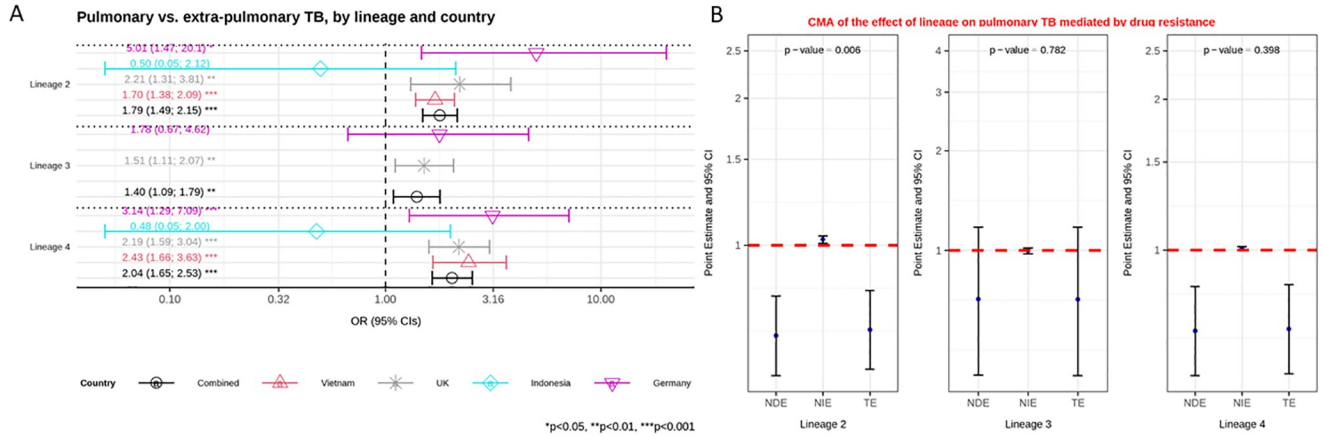 A
Pulmonary vs. extra-pulmonary TB, by lineage and country
5.01 (1.47; 20.1) *
0.50 (0.05; 2.12)
Lineage 2
2.21 (1.31; 3.81) **
1.70 (1.38; 2.09) ***
1.79 (1.49; 2.15) ***
1.78 (0.67; 4.62)
Lineage 3
1.51 (1.11; 2.07) **
1.40 (1.09; 1.79) **
3.14 (1.29; 7.09)
0.48 (0.05; 2.00)
Lineage 4
2.19 (1.59; 3.04) ***
2.43 (1.66; 3.63) ***
2.04 (1.65; 2.53) ***
0.10 0.32 1.00 3.16 10.00
OR (95% CIs)
Country Combined Vietnam UK Indonesia Germany
*p<0.05, **p<0.01, ***p<0.001
B
CMA of the effect of lineage on pulmonary TB mediated by drug resistance
Point Estimate and 95% CI
2.5
2
1.5
1
p−value = 0.006
NDE NIE TE
Lineage 2
Point Estimate and 95% CI
4
3
2
1
p−value = 0.782
NDE NIE TE
Lineage 3
Point Estimate and 95% CI
2.5
2
1.5
1
p−value = 0.398
NDE NIE TE
Lineage 4